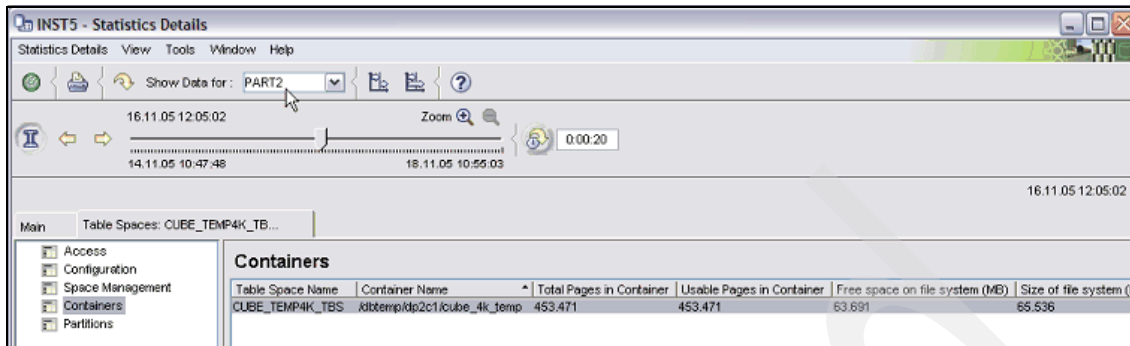 INST5 - Statistics Details
Statistics Details View Tools Window Help
Show Data for : PART2
16.11.05 12:05:02 Zoom
0:00:20
14.11.05 10:47:48 18.11.05 10:55:03
16.11.05 12:05:02
Main Table Spaces: CUBE_TEMP4K_TB...
Access
Configuration
Space Management
Containers
Partitions
Containers
Table Space Name Container Name Total Pages in Container Usable Pages in Container Free space on file system (MB) Size of file system (
CUBE_TEMP4K_TBS /dbtemp/dp2c1/cube_4k_temp 453.471 453.471 63.691 65.536